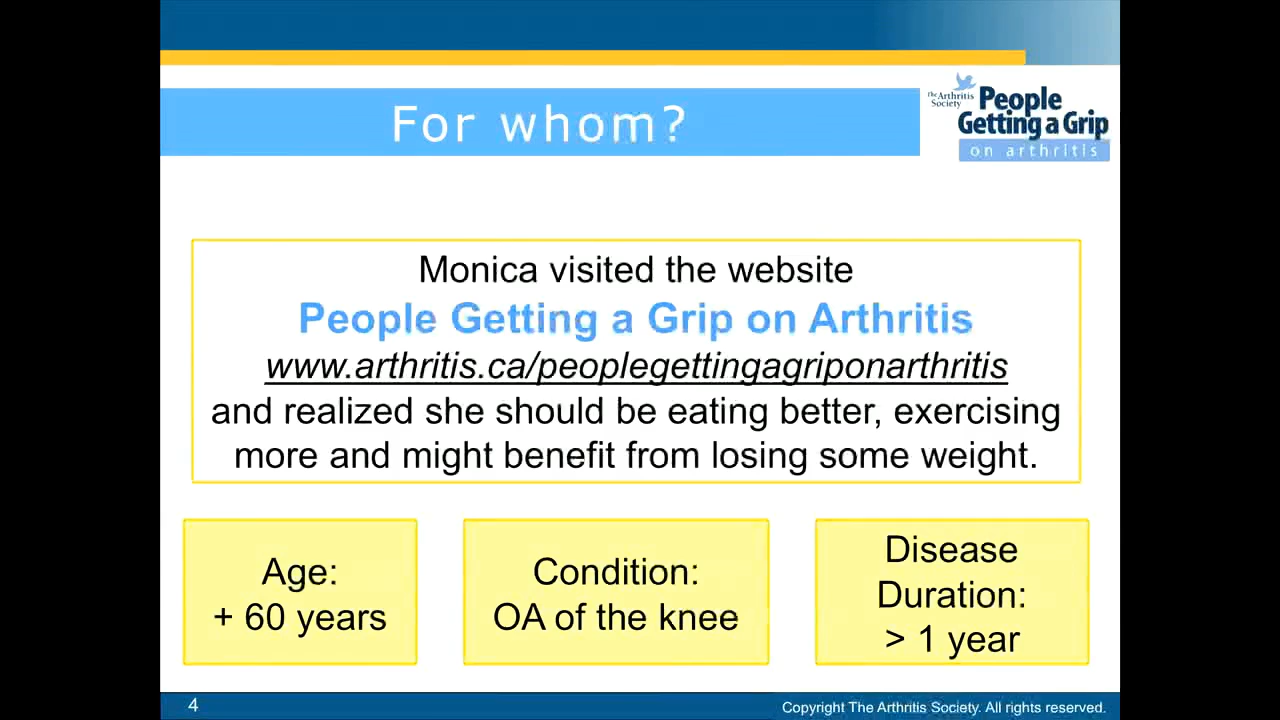 For whom?
The Arthritis
Society
People
Getting a Grip
on arthritis
Monica visited the website
People Getting a Grip on Arthritis
www.arthritis.ca/peoplegettingagriponarthritis
and realized she should be eating better, exercising
more and might benefit from losing some weight.
Age:
+ 60 years
Condition:
OA of the knee
Disease
Duration:
> 1 year
4
Copyright The Arthritis Society. All rights reserved.